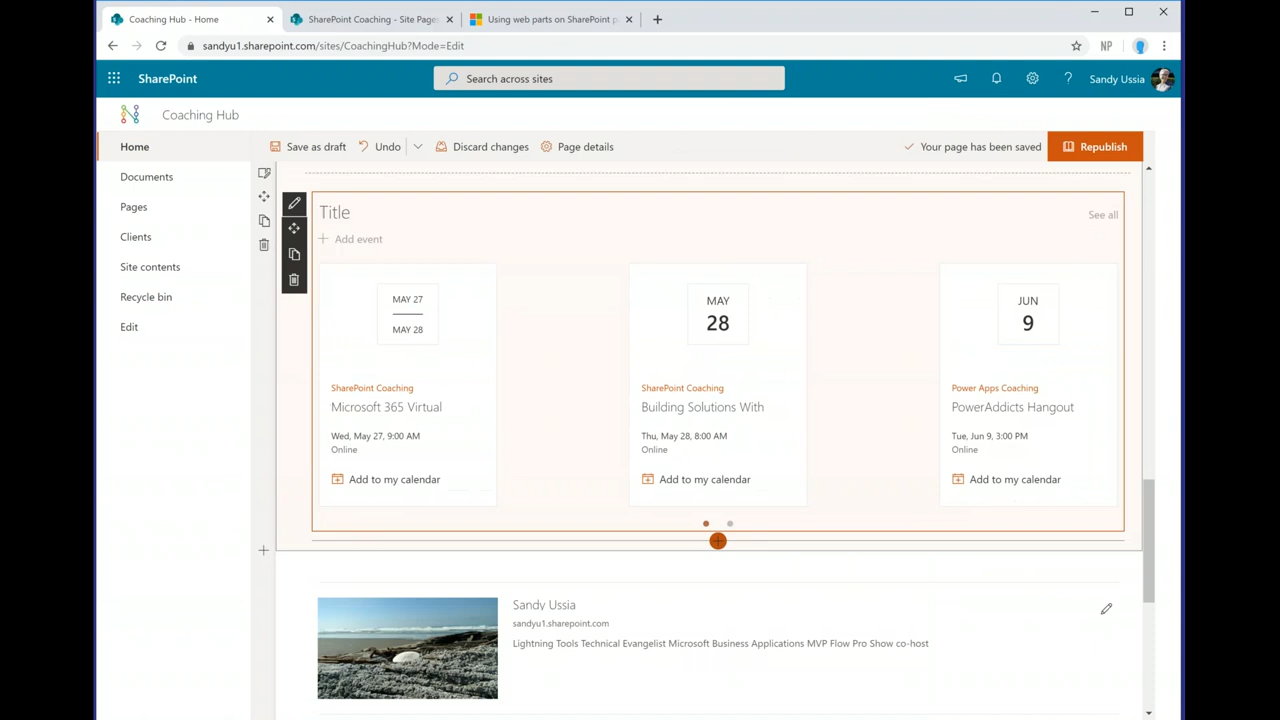 Coaching Hub - Home
SharePoint Coaching - Site Pages
Using web parts on SharePoint p
sandyu1.sharepoint.com/sites/CoachingHub?Mode=Edit
NP
SharePoint
Search across sites
Sandy Ussia
Coaching Hub
Home
Documents
Pages
Clients
Site contents
Recycle bin
Edit
Save as draft
Undo
Discard changes
Page details
Your page has been saved
Republish
Title
See all
Add event
MAY 27
MAY 28
SharePoint Coaching
Microsoft 365 Virtual
Wed, May 27, 9:00 AM
Online
Add to my calendar
MAY
28
SharePoint Coaching
Building Solutions With
Thu, May 28, 8:00 AM
Online
Add to my calendar
JUN
9
Power Apps Coaching
PowerAddicts Hangout
Tue, Jun 9, 3:00 PM
Online
Add to my calendar
Sandy Ussia
sandyu1.sharepoint.com
Lightning Tools Technical Evangelist Microsoft Business Applications MVP Flow Pro Show co-host